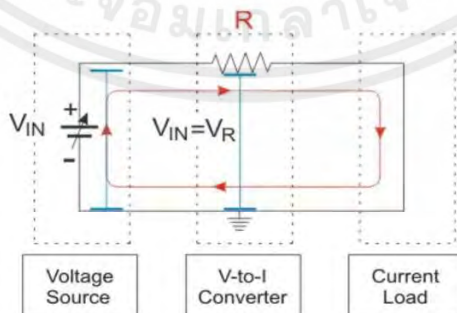 R
+
V_IN
-
V_IN=V_R
Voltage
Source
V-to-I
Converter
Current
Load